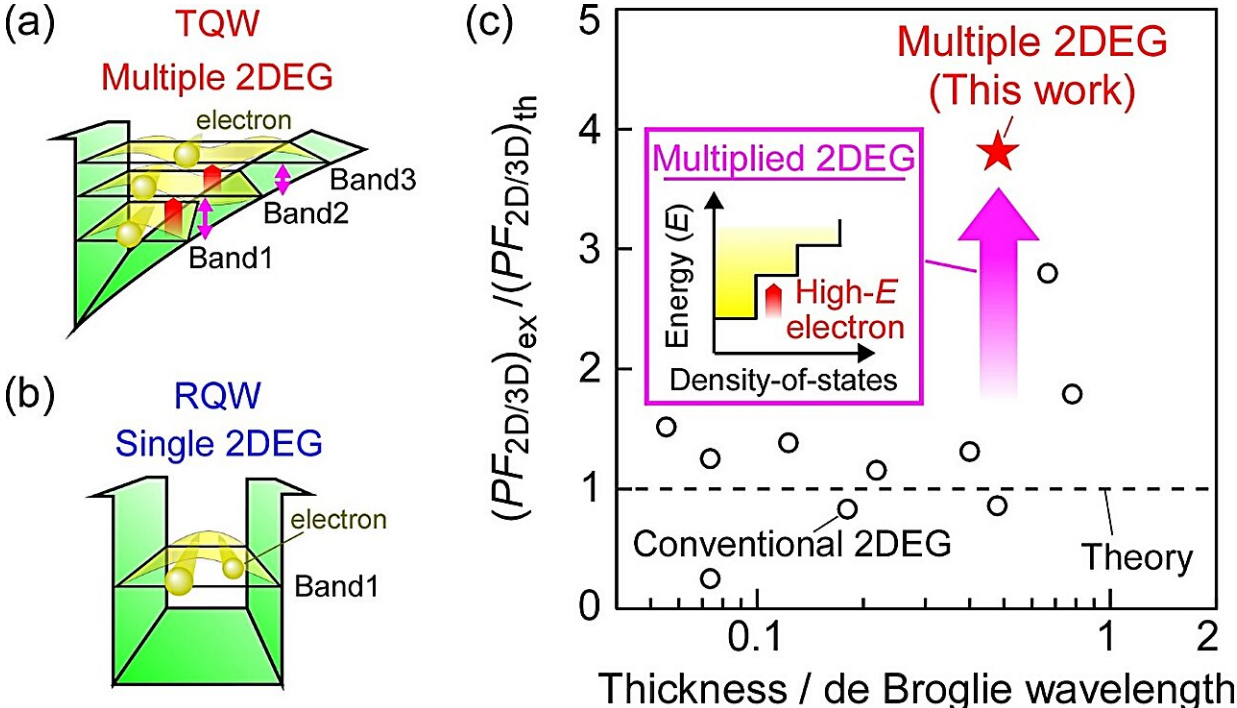 (a)
TQW
Multiple 2DEG
electron
Band3
Band2
Band1
(b)
RQW
Single 2DEG
electron
Band1
(c)
(PF2D/3D)ex /(PF2D/3D)th
5
4
3
2
1
0
Multiple 2DEG
(This work)
Multiplied 2DEG
Energy (E)
High-E
electron
Density-of-states
Conventional 2DEG
Theory
0.1
1
2
Thickness / de Broglie wavelength